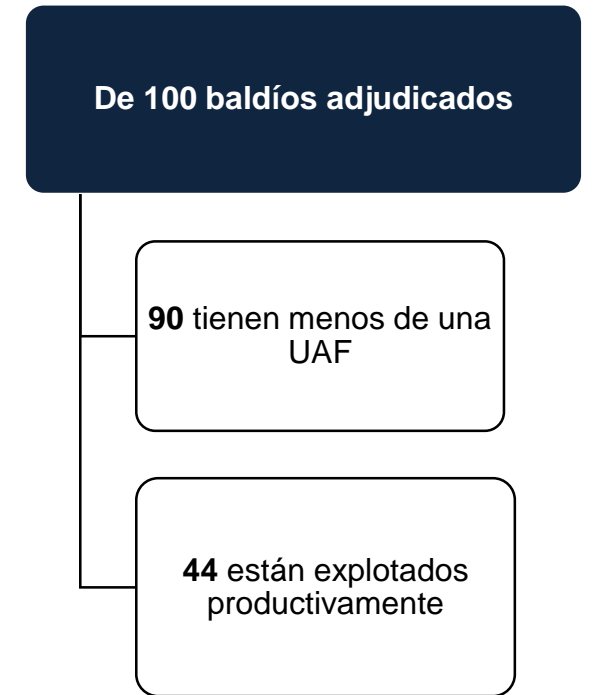 De 100 baldíos adjudicados
90 tienen menos de una
UAF
44 están explotados
productivamente